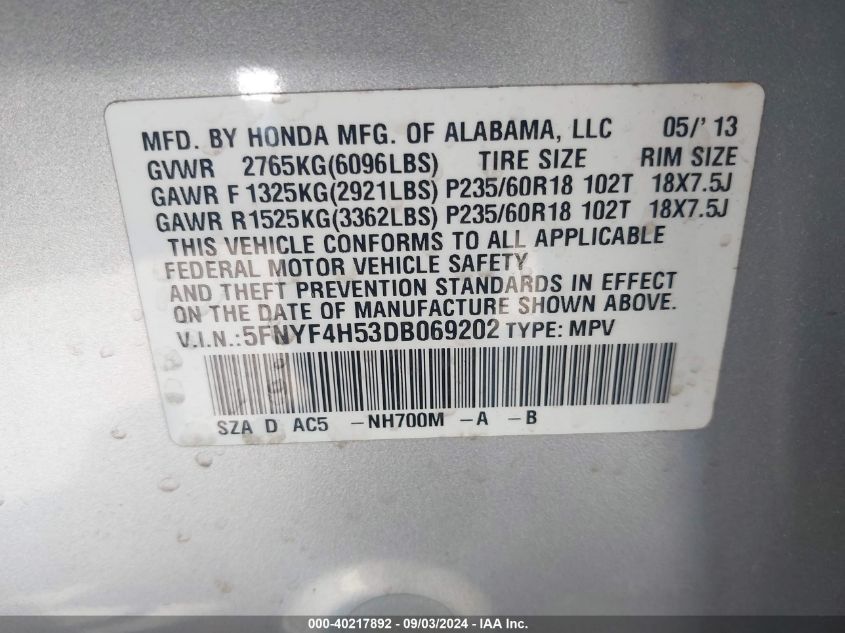 MFD. BY HONDA MFG. OF ALABAMA, LLC 05/' 13
GVWR 2765KG(6096LBS) TIRE SIZE RIM SIZE
GAWR F 1325KG(2921LBS) P235/60R18 102T 18X7.5J
GAWR R1525KG(3362LBS) P235/60R18 102T 18X7.5J
THIS VEHICLE CONFORMS TO ALL APPLICABLE
FEDERAL MOTOR VEHICLE SAFETY
AND THEFT PREVENTION STANDARDS IN EFFECT
ON THE DATE OF MANUFACTURE SHOWN ABOVE.
V.I.N.:5FNYF4H53DB069202 TYPE: MPV
SZA D AC5 -NH700M -A -B
000-40217892 - 09/03/2024 - IAA Inc.